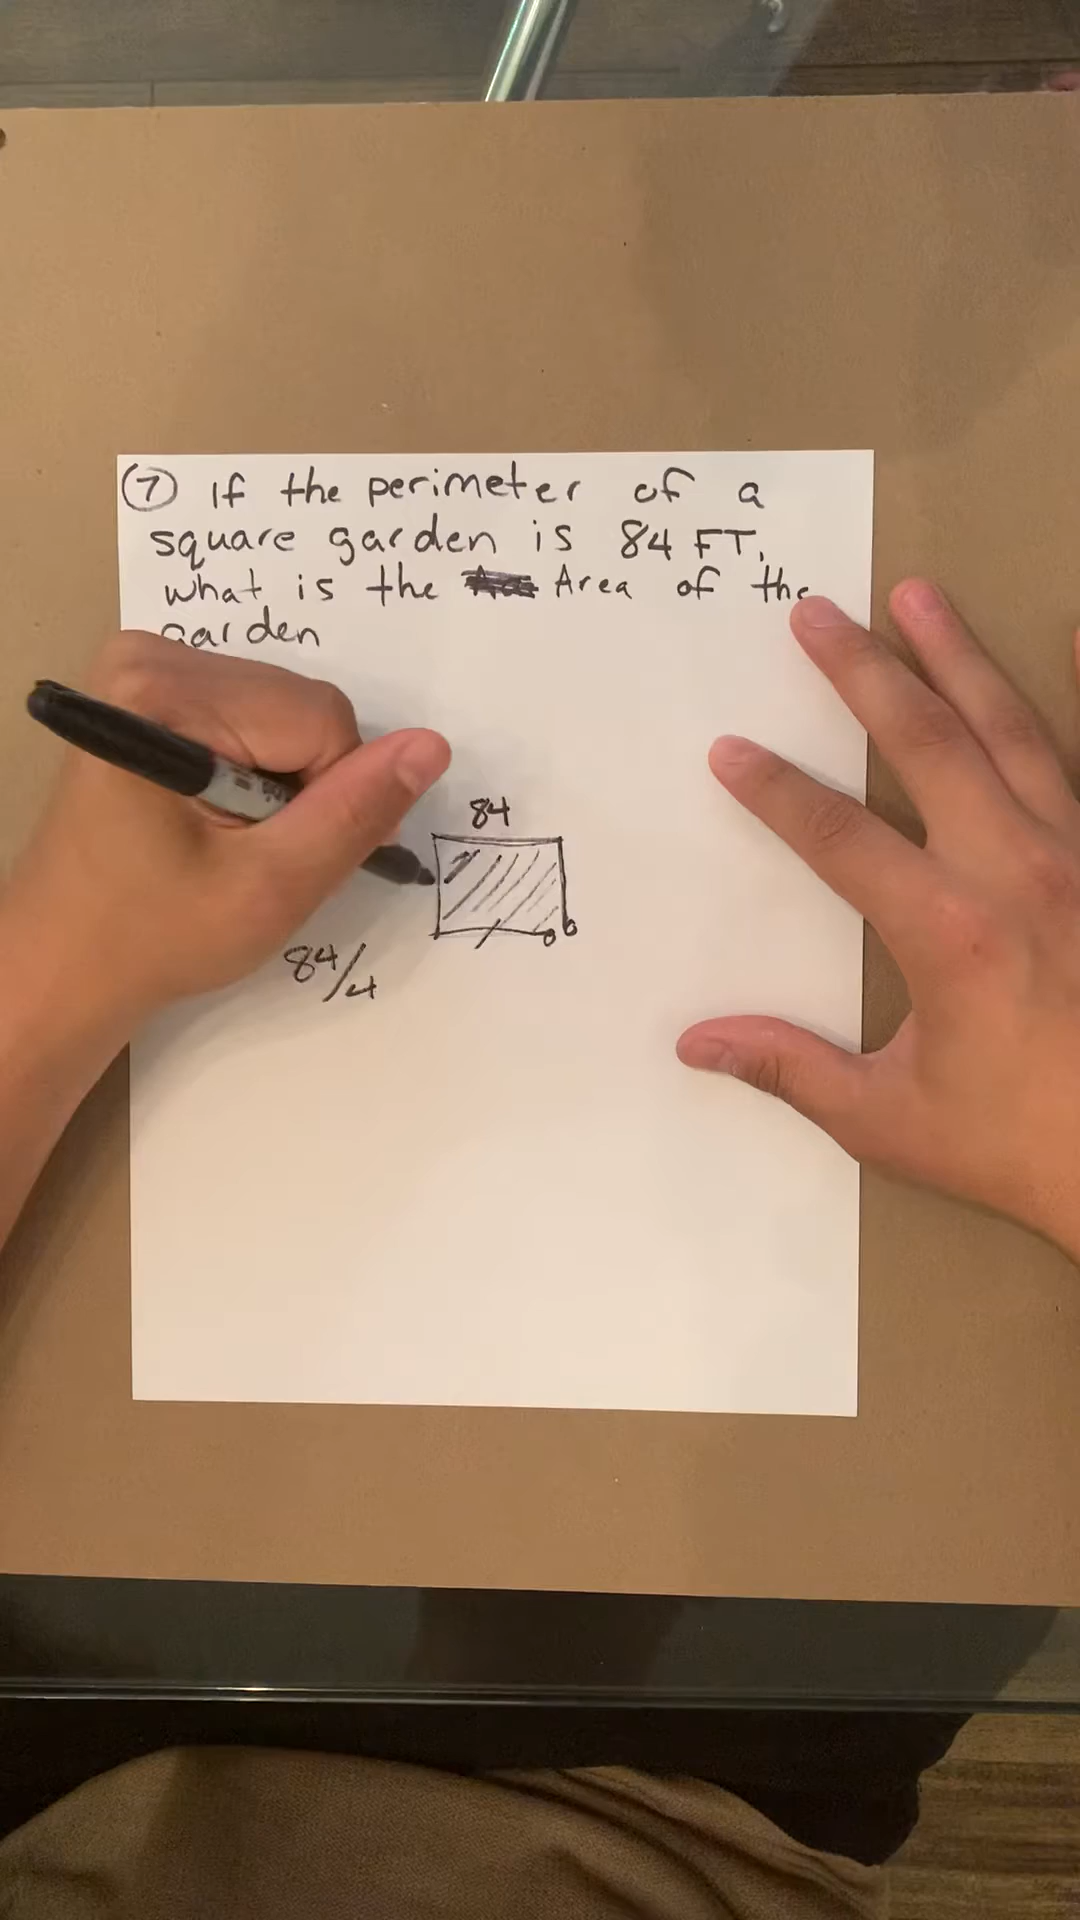 (7) If the perimeter of a
square garden is 84 FT,
what is the Area of the
garden
84
84/4